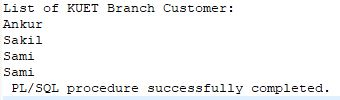 List of KUET Branch Customer:
Ankur
Sakil
Sami
Sami
PL/SQL procedure successfully completed.